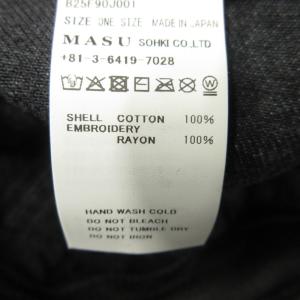 B25F90J001
SIZE ONE SIZE MADE IN JAPAN
MASU SOHKI CO.,LTD
+81-3-6419-7028
SHELL COTTON 100%
EMBROIDERY
RAYON 100%
HAND WASH COLD
DO NOT BLEACH
DO NOT TUMBLE DRY
DO NOT IRON